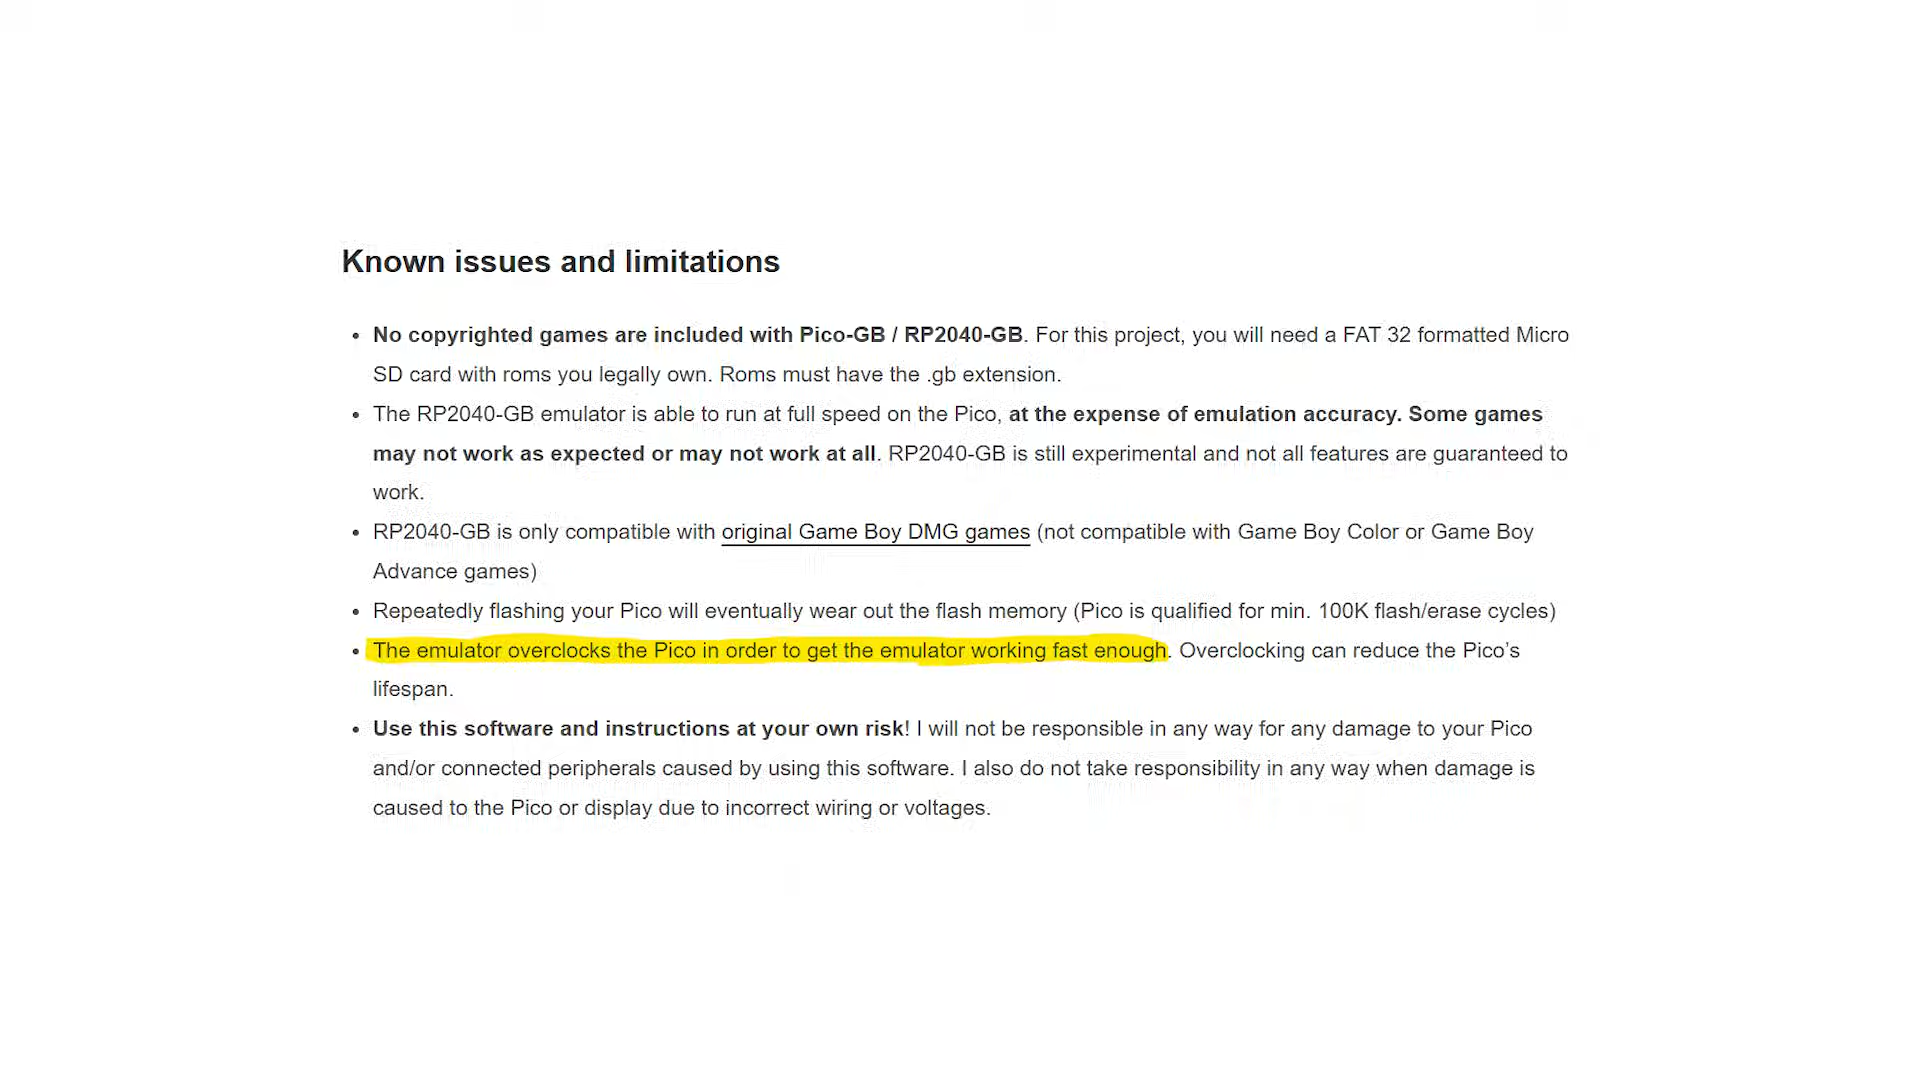 Known issues and limitations
• No copyrighted games are included with Pico-GB / RP2040-GB. For this project, you will need a FAT 32 formatted Micro
SD card with roms you legally own. Roms must have the .gb extension.
• The RP2040-GB emulator is able to run at full speed on the Pico, at the expense of emulation accuracy. Some games
may not work as expected or may not work at all. RP2040-GB is still experimental and not all features are guaranteed to
work.
• RP2040-GB is only compatible with original Game Boy DMG games (not compatible with Game Boy Color or Game Boy
Advance games)
• Repeatedly flashing your Pico will eventually wear out the flash memory (Pico is qualified for min. 100K flash/erase cycles)
• The emulator overclocks the Pico in order to get the emulator working fast enough. Overclocking can reduce the Pico’s
lifespan.
• Use this software and instructions at your own risk! I will not be responsible in any way for any damage to your Pico
and/or connected peripherals caused by using this software. I also do not take responsibility in any way when damage is
caused to the Pico or display due to incorrect wiring or voltages.